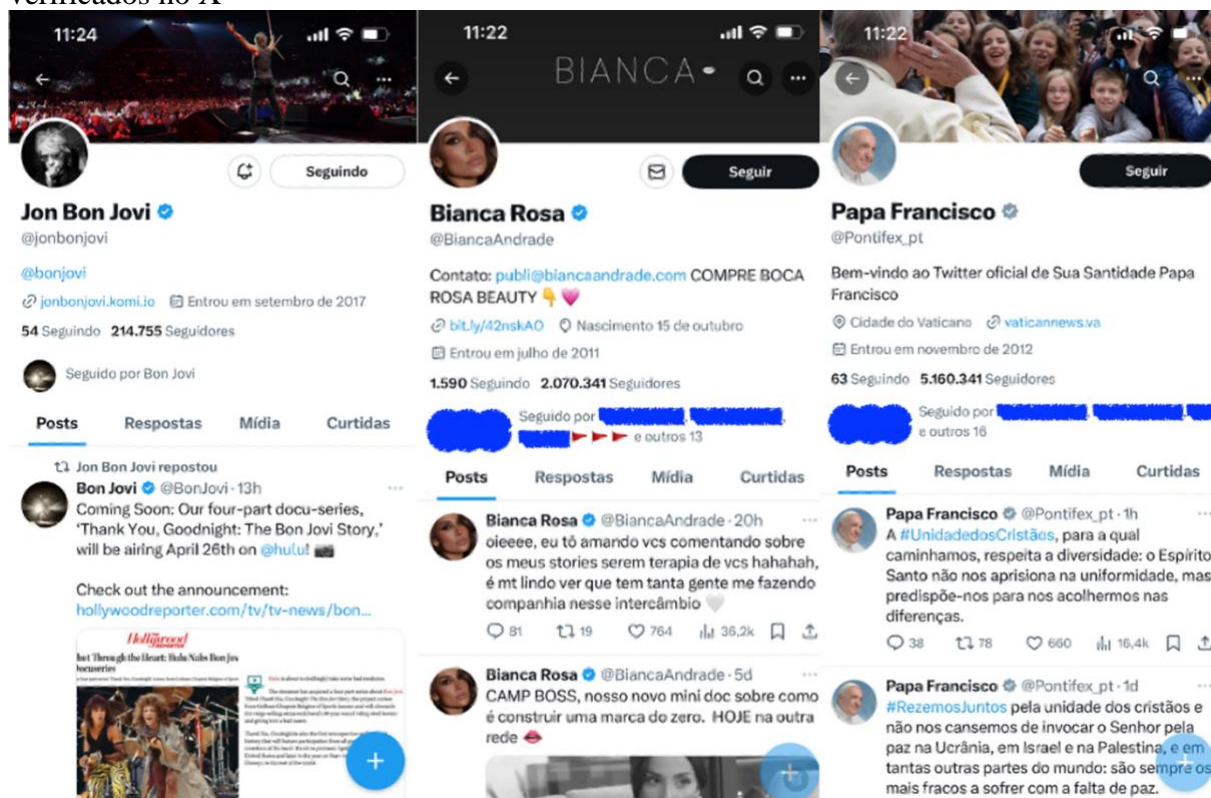 verificados no X
11:24
Seguindo
Jon Bon Jovi
@jonbonjovi
@bonjovi
jonbonjovi.komi.io Entrou em setembro de 2017
54 Seguindo 214.755 Seguidores
Seguido por Bon Jovi
Posts Respostas Mídia Curtidas
Jon Bon Jovi repostou
Bon Jovi @BonJovi · 13h
Coming Soon: Our four-part docu-series,
'Thank You, Goodnight: The Bon Jovi Story,'
will be airing April 26th on @hulu!
Check out the announcement:
hollywoodreporter.com/tv/tv-news/bon...
Hollywood
REPORTER
11:22
BIANCA
Seguir
Bianca Rosa
@BiancaAndrade
Contato: publi@biancaandrade.com COMPRE BOCA
ROSA BEAUTY
bit.ly/42nskAO Nascimento 15 de outubro
Entrou em julho de 2011
1.590 Seguindo 2.070.341 Seguidores
Seguido por
e outros 13
Posts Respostas Mídia Curtidas
Bianca Rosa @BiancaAndrade · 20h
oieeee, eu tô amando vcs comentando sobre
os meus stories serem terapia de vcs hahahah,
é mt lindo ver que tem tanta gente me fazendo
companhia nesse intercâmbio
81 19 764 36,2k
Bianca Rosa @BiancaAndrade · 5d
CAMP BOSS, nosso novo mini doc sobre como
é construir uma marca do zero. HOJE na outra
rede
11:22
Seguir
Papa Francisco
@Pontifex_pt
Bem-vindo ao Twitter oficial de Sua Santidade Papa
Francisco
Cidade do Vaticano vaticannews.va
Entrou em novembro de 2012
63 Seguindo 5.160.341 Seguidores
Seguido por
e outros 16
Posts Respostas Mídia Curtidas
Papa Francisco @Pontifex_pt · 1h
A #UnidadedosCristãos, para a qual
caminhamos, respeita a diversidade: o Espírito
Santo não nos aprisiona na uniformidade, mas
predispõe-nos para nos acolhermos nas
diferenças.
38 78 660 16,4k
Papa Francisco @Pontifex_pt · 1d
#RezemosJuntos pela unidade dos cristãos e
não nos cansemos de invocar o Senhor pela
paz na Ucrânia, em Israel e na Palestina, e em
tantas outras partes do mundo: são sempre os
mais fracos a sofrer com a falta de paz.